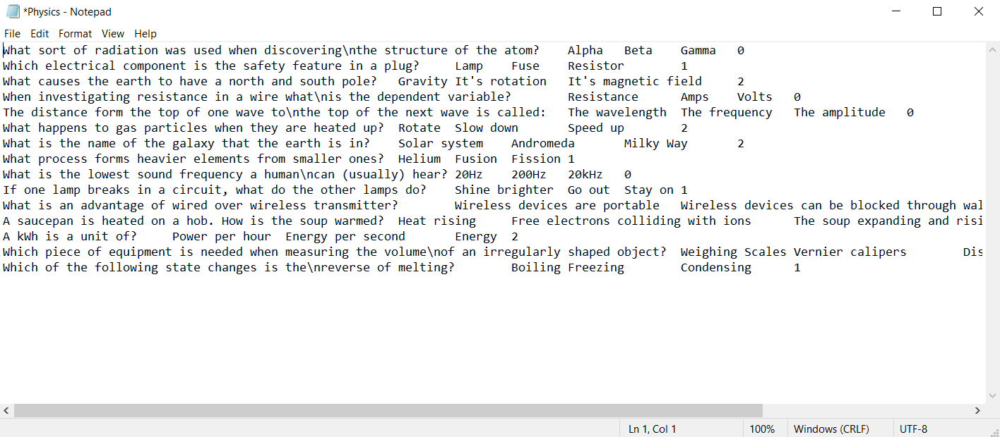 *Physics - Notepad
File Edit Format View Help
What sort of radiation was used when discovering\nthe structure of the atom? Alpha Beta Gamma 0
Which electrical component is the safety feature in a plug? Lamp Fuse Resistor 1
What causes the earth to have a north and south pole? Gravity It's rotation It's magnetic field 2
When investigating resistance in a wire what\nis the dependent variable? Resistance Amps Volts 0
The distance form the top of one wave to\nthe top of the next wave is called: The wavelength The frequency The amplitude 0
What happens to gas particles when they are heated up? Rotate Slow down Speed up 2
What is the name of the galaxy that the earth is in? Solar system Andromeda Milky Way 2
What process forms heavier elements from smaller ones? Helium Fusion Fission 1
What is the lowest sound frequency a human\ncan (usually) hear? 20Hz 200Hz 20kHz 0
If one lamp breaks in a circuit, what do the other lamps do? Shine brighter Go out Stay on 1
What is an advantage of wired over wireless transmitter? Wireless devices are portable Wireless devices can be blocked through wal
A saucepan is heated on a hob. How is the soup warmed? Heat rising Free electrons colliding with ions The soup expanding and risi
A kWh is a unit of? Power per hour Energy per second Energy 2
Which piece of equipment is needed when measuring the volume\nof an irregularly shaped object? Weighing Scales Vernier calipers Dis
Which of the following state changes is the\nreverse of melting? Boiling Freezing Condensing 1
Ln 1, Col 1 100% Windows (CRLF) UTF-8